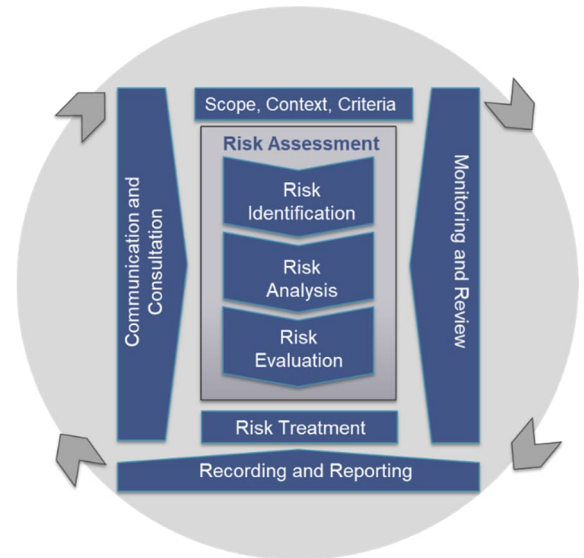 Scope, Context, Criteria
Risk Assessment
Risk
Identification
Risk
Analysis
Risk
Evaluation
Risk Treatment
Recording and Reporting
Communication and
Consultation
Monitoring and Review